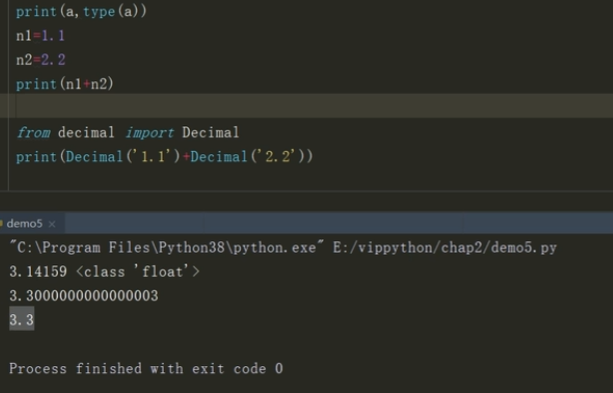 print(a,type(a))
n1=1.1
n2=2.2
print(n1+n2)
from decimal import Decimal
print(Decimal('1.1')+Decimal('2.2'))
demo5 ×
"C:\Program Files\Python38\python.exe" E:/vippython/chap2/demo5.py
3.14159 <class 'float'>
3.3000000000000003
3.3
Process finished with exit code 0